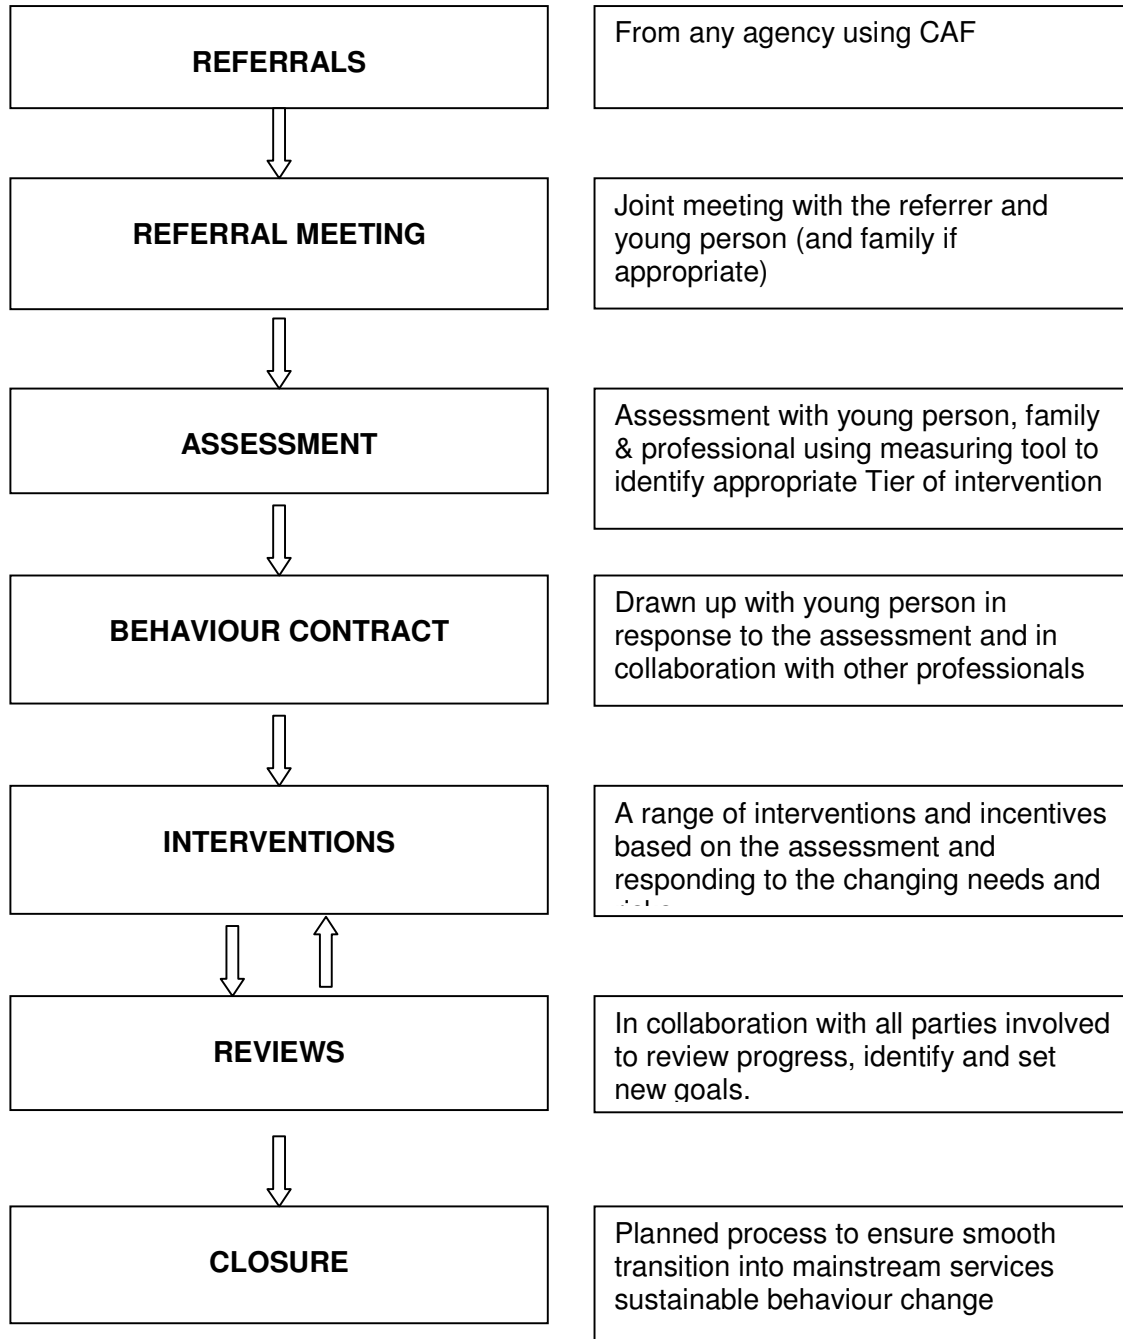 REFERRALS
From any agency using CAF
REFERRAL MEETING
Joint meeting with the referrer and
young person (and family if
appropriate)
ASSESSMENT
Assessment with young person, family
& professional using measuring tool to
identify appropriate Tier of intervention
BEHAVIOUR CONTRACT
Drawn up with young person in
response to the assessment and in
collaboration with other professionals
INTERVENTIONS
A range of interventions and incentives
based on the assessment and
responding to the changing needs and
REVIEWS
In collaboration with all parties involved
to review progress, identify and set
new goals.
CLOSURE
Planned process to ensure smooth
transition into mainstream services
sustainable behaviour change